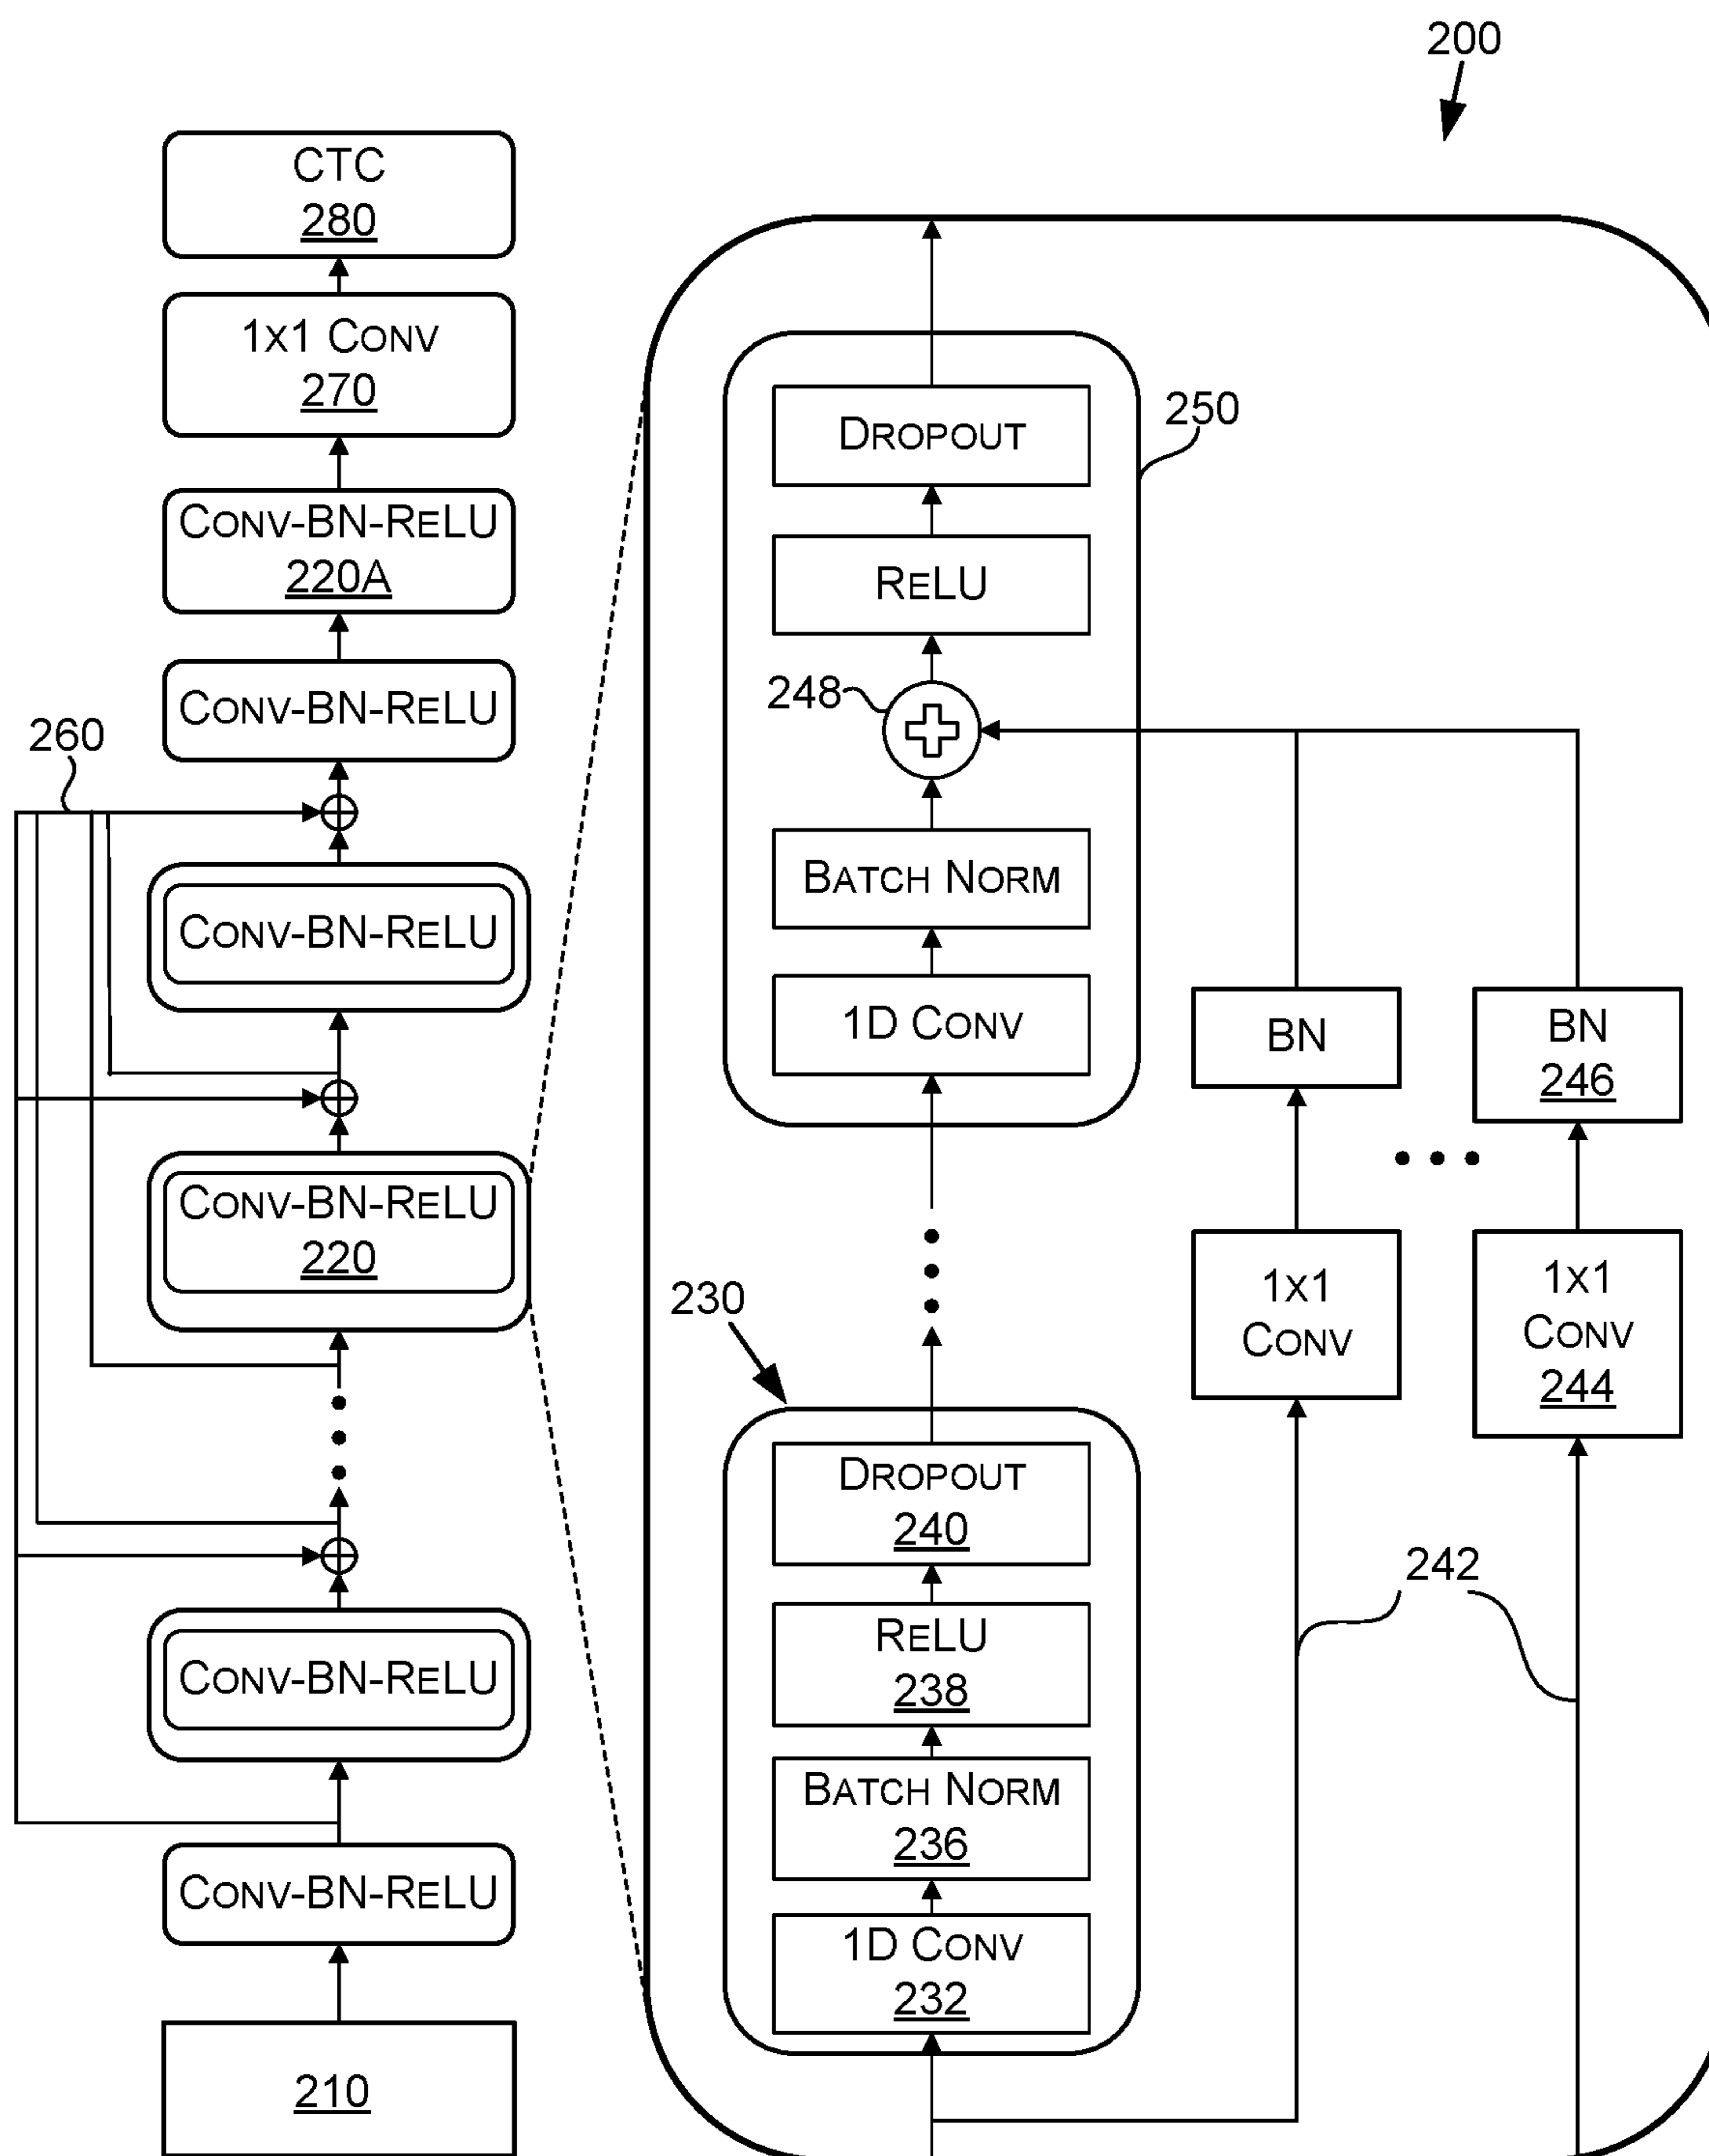 200
CTC
280
1x1 CONV
270
CONV-BN-RELU
220A
CONV-BN-RELU
260
CONV-BN-RELU
CONV-BN-RELU
220
CONV-BN-RELU
CONV-BN-RELU
210
DROPOUT
250
RELU
248
BATCH NORM
1D CONV
BN
BN
246
1x1
CONV
1x1
CONV
244
230
DROPOUT
240
RELU
238
242
BATCH NORM
236
1D CONV
232